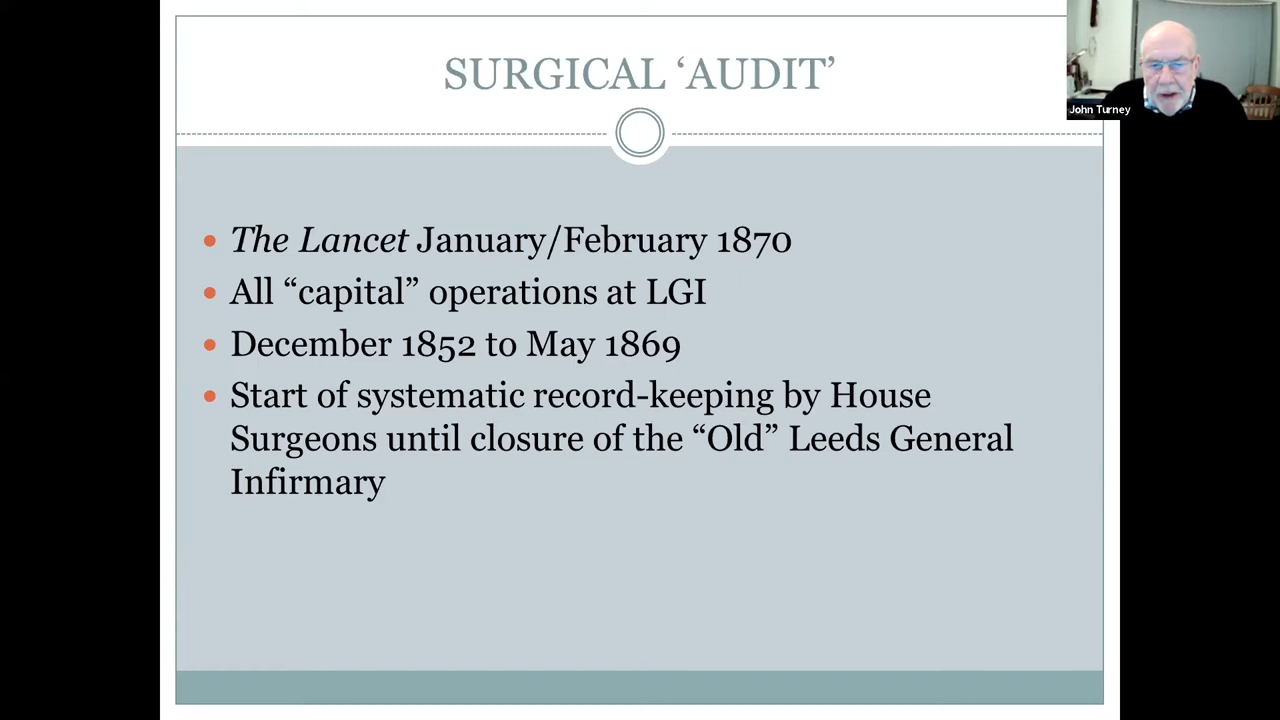 SURGICAL ‘AUDIT’
John Turney
• The Lancet January/February 1870
• All “capital” operations at LGI
• December 1852 to May 1869
• Start of systematic record-keeping by House
Surgeons until closure of the “Old” Leeds General
Infirmary